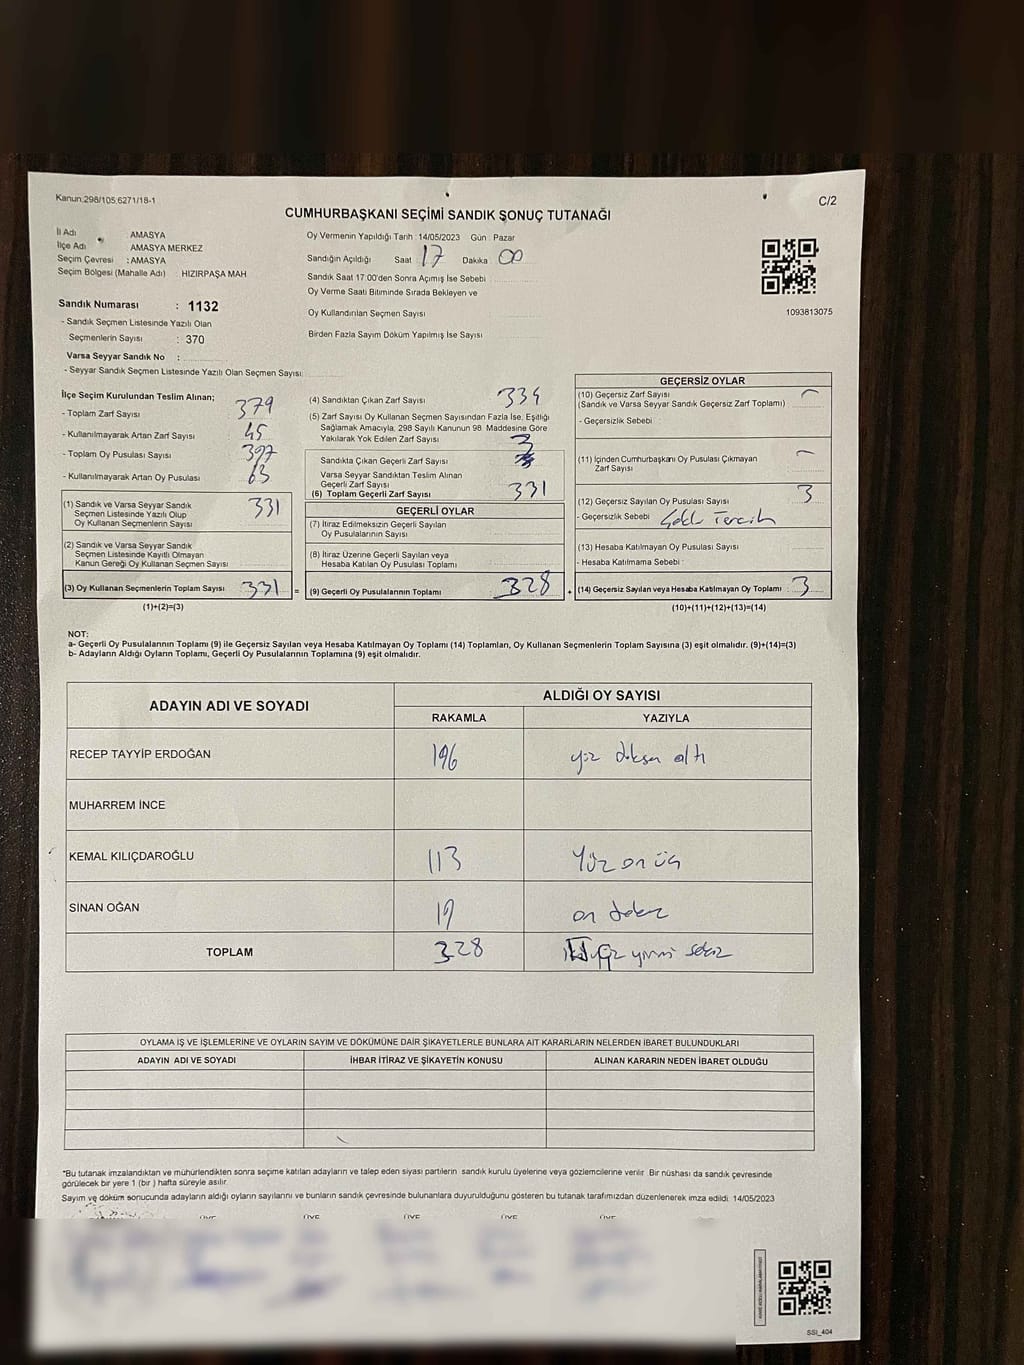 Kanun:298/105,6271/18-1
C/2
CUMHURBAŞKANI SEÇİMİ SANDIK SONUÇ TUTANAĞI
İl Adı AMASYA
İlçe Adı AMASYA MERKEZ
Seçim Çevresi : AMASYA
Seçim Bölgesi (Mahalle Adı) : HIZIRPAŞA MAH
Oy Vermenin Yapıldığı Tarih :14/05/2023 Gün : Pazar
Sandığın Açıldığı Saat 17 Dakika 00
Sandık Saat 17:00'den Sonra Açımış İse Sebebi
Oy Verme Saati Bitiminde Sırada Bekleyen ve
Oy Kullandırılan Seçmen Sayısı
Birden Fazla Sayım Döküm Yapılmış İse Sayısı
1093813075
Sandık Numarası : 1132
- Sandık Seçmen Listesinde Yazılı Olan
Seçmenlerin Sayısı : 370
Varsa Seyyar Sandık No :
- Seyyar Sandık Seçmen Listesinde Yazılı Olan Seçmen Sayısı:
İlçe Seçim Kurulundan Teslim Alınan;
- Toplam Zarf Sayısı 379
- Kullanılmayarak Artan Zarf Sayısı 45
- Toplam Oy Pusulası Sayısı 397
- Kullanılmayarak Artan Oy Pusulası 63
(1) Sandık ve Varsa Seyyar Sandık
Seçmen Listesinde Yazılı Olup
Oy Kullanan Seçmenlerin Sayısı 331
(2) Sandık ve Varsa Seyyar Sandık
Seçmen Listesinde Kayıtlı Olmayan
Kanun Gereği Oy Kullanan Seçmen Sayısı
(3) Oy Kullanan Seçmenlerin Toplam Sayısı 331 =
(1)+(2)=(3)
(4) Sandıktan Çıkan Zarf Sayısı 334
(5) Zarf Sayısı Oy Kullanan Seçmen Sayısından Fazla İse, Eşitliği
Sağlamak Amacıyla, 298 Sayılı Kanunun 98. Maddesine Göre
Yakılarak Yok Edilen Zarf Sayısı 3
Sandıkta Çıkan Geçerli Zarf Sayısı
Varsa Seyyar Sandıktan Teslim Alınan
Geçerli Zarf Sayısı
(6) Toplam Geçerli Zarf Sayısı 331
GEÇERLİ OYLAR
(7) İtiraz Edilmeksizin Geçerli Sayılan
Oy Pusulalarının Sayısı
(8) İtiraz Üzerine Geçerli Sayılan veya
Hesaba Katılan Oy Pusulası Toplamı
(9) Geçerli Oy Pusulalarının Toplamı 328 +
GEÇERSİZ OYLAR
(10) Geçersiz Zarf Sayısı
(Sandık ve Varsa Seyyar Sandık Geçersiz Zarf Toplamı)
- Geçersizlik Sebebi :
(11) İçinden Cumhurbaşkanı Oy Pusulası Çıkmayan
Zarf Sayısı
(12) Geçersiz Sayılan Oy Pusulası Sayısı 3
- Geçersizlik Sebebi Tercih
(13) Hesaba Katılmayan Oy Pusulası Sayısı
- Hesaba Katılmama Sebebi :
(14) Geçersiz Sayılan veya Hesaba Katılmayan Oy Toplamı : 3
(10)+(11)+(12)+(13)=(14)
NOT:
a- Geçerli Oy Pusulalarının Toplamı (9) ile Geçersiz Sayılan veya Hesaba Katılmayan Oy Toplamı (14) Toplamları, Oy Kullanan Seçmenlerin Toplam Sayısına (3) eşit olmalıdır. (9)+(14)=(3)
b- Adayların Aldığı Oyların Toplamı, Geçerli Oy Pusulalarının Toplamına (9) eşit olmalıdır.
ADAYIN ADI VE SOYADI ALDIĞI OY SAYISI
RAKAMLA YAZIYLA
RECEP TAYYİP ERDOĞAN 196 yüz doksan altı
MUHARREM İNCE
KEMAL KILIÇDAROĞLU 113 Yüz on üç
SİNAN OĞAN 19 on dokuz
TOPLAM 328 yirmi sekiz
OYLAMA İŞ VE İŞLEMLERİNE VE OYLARIN SAYIM VE DÖKÜMÜNE DAİR ŞİKAYETLERLE BUNLARA AİT KARARLARIN NELERDEN İBARET BULUNDUKLARI
ADAYIN ADI VE SOYADI İHBAR İTİRAZ VE ŞİKAYETİN KONUSU ALINAN KARARIN NEDEN İBARET OLDUĞU
*Bu tutanak imzalandıktan ve mühürlendikten sonra seçime katılan adayların ve talep eden siyasi partilerin sandık kurulu üyelerine veya gözlemcilerine verilir. Bir nüshası da sandık çevresinde
görülecek bir yere 1 (bir ) hafta süreyle asılır.
Sayım ve döküm sonucunda adayların aldığı oyların sayılarını ve bunların sandık çevresinde bulunanlara duyurulduğunu gösteren bu tutanak tarafımızdan düzenlenerek imza edildi. 14/05/2023
ÜYE ÜYE ÜYE ÜYE ÜYE
SSI_404